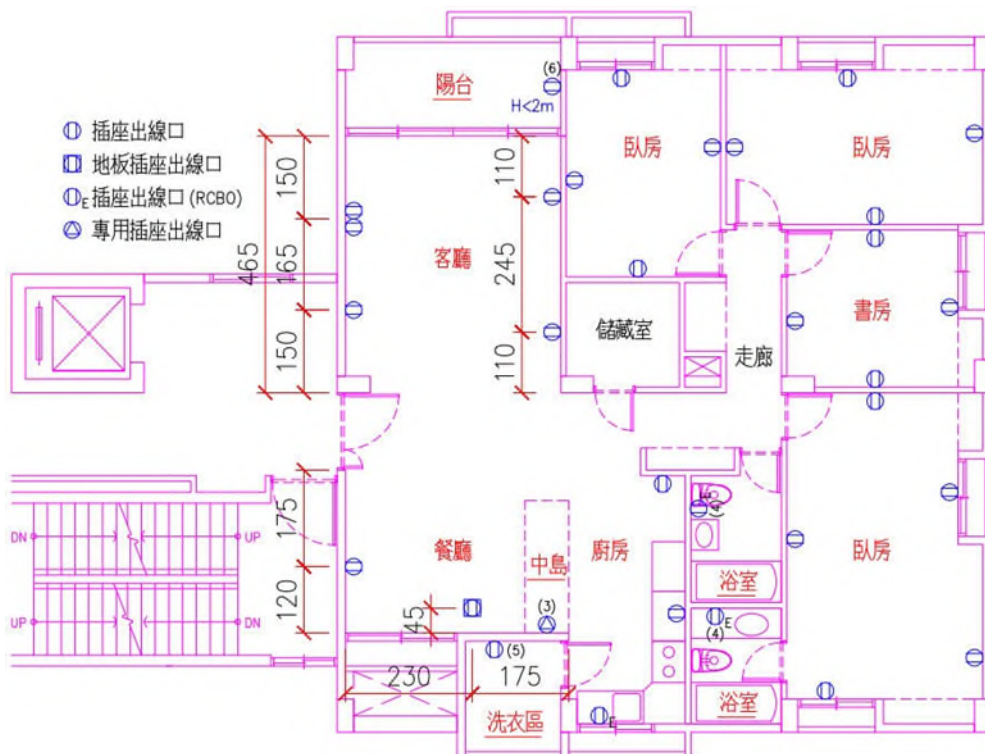 陽台
(6)
H<2m
插座出線口
地板插座出線口
E 插座出線口 (RCBO)
專用插座出線口
臥房
臥房
150
110
465
165
客廳
245
150
110
儲藏室
走廊
書房
175
餐廳
中島
廚房
E
(4)
浴室
臥房
DN
UP
UP
DN
120
45
(3)
(5)
E
(4)
230
175
洗衣區
E
浴室